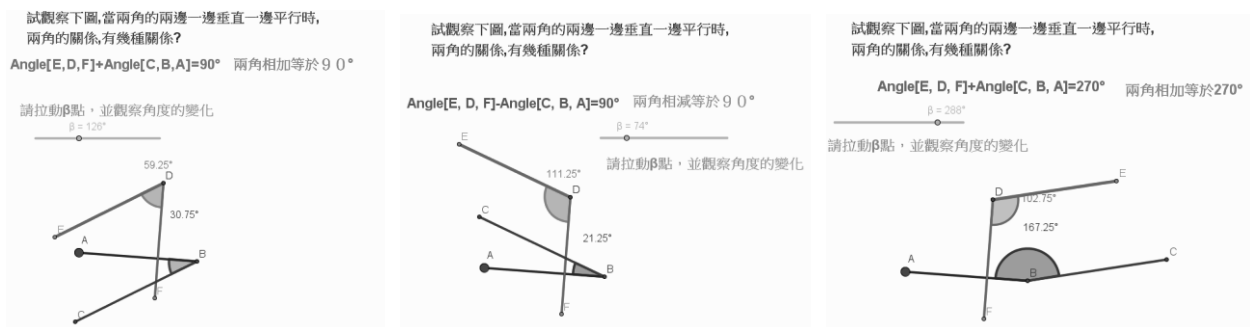 試觀察下圖,當兩角的兩邊一邊垂直一邊平行時,
兩角的關係,有幾種關係?
Angle[E,D,F]+Angle[C,B,A]=90° 兩角相加等於９０°
請拉動β點，並觀察角度的變化
β = 126°
59.25°
D
30.75°
E
A
B
F
C
試觀察下圖,當兩角的兩邊一邊垂直一邊平行時,
兩角的關係,有幾種關係?
Angle[E, D, F]-Angle[C, B, A]=90° 兩角相減等於９０°
β = 74°
請拉動β點，並觀察角度的變化
E
111.25°
D
C
21.25°
A
B
F
試觀察下圖,當兩角的兩邊一邊垂直一邊平行時,
兩角的關係,有幾種關係?
Angle[E, D, F]+Angle[C, B, A]=270° 兩角相加等於270°
β = 288°
請拉動β點，並觀察角度的變化
D
E
102.75°
167.25°
A
B
C
F